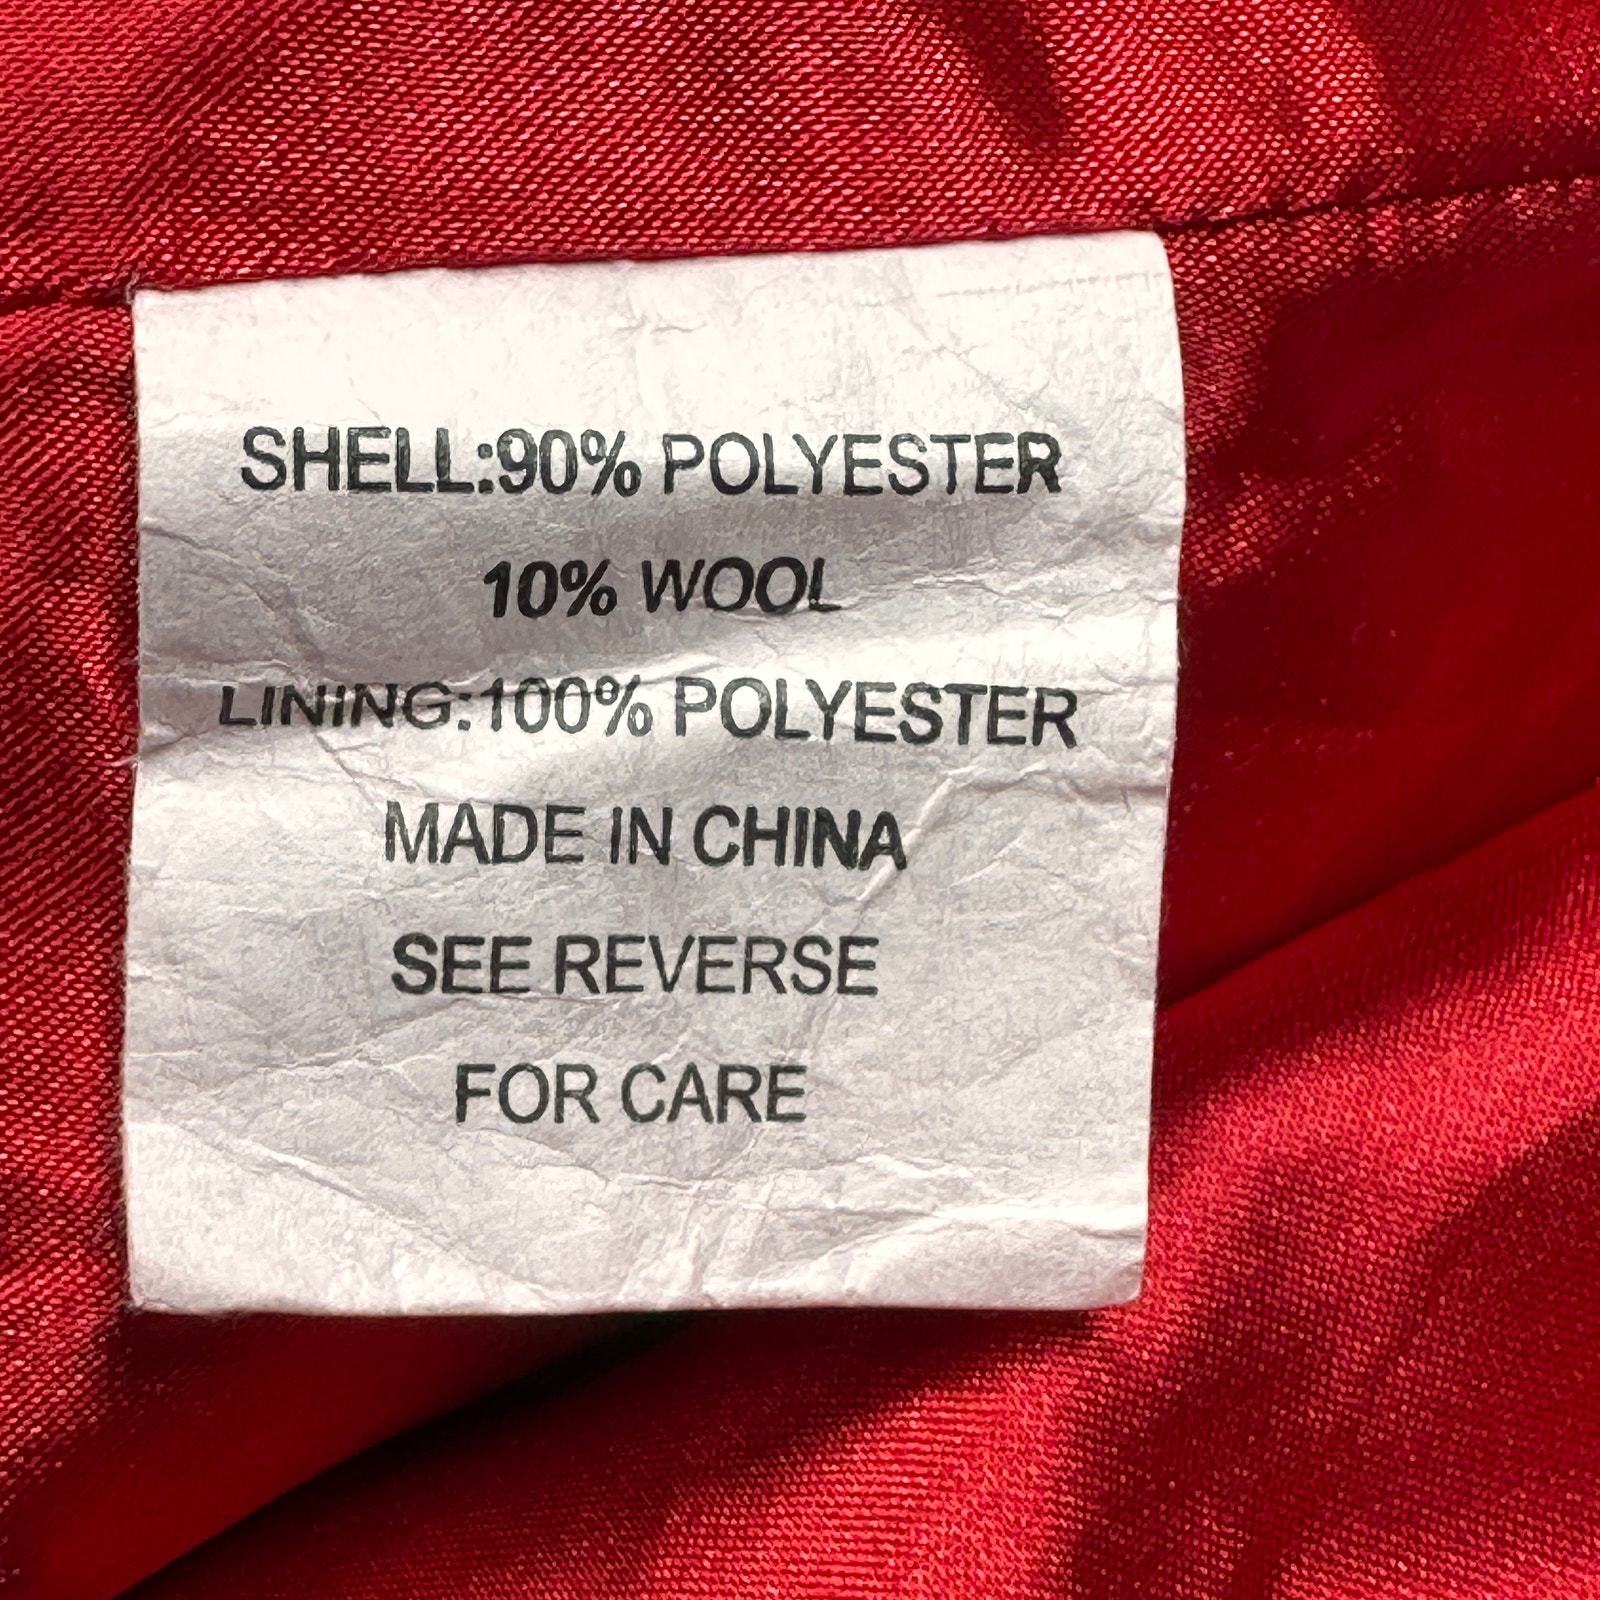 SHELL:90% POLYESTER
10% WOOL
LINING:100% POLYESTER
MADE IN CHINA
SEE REVERSE
FOR CARE